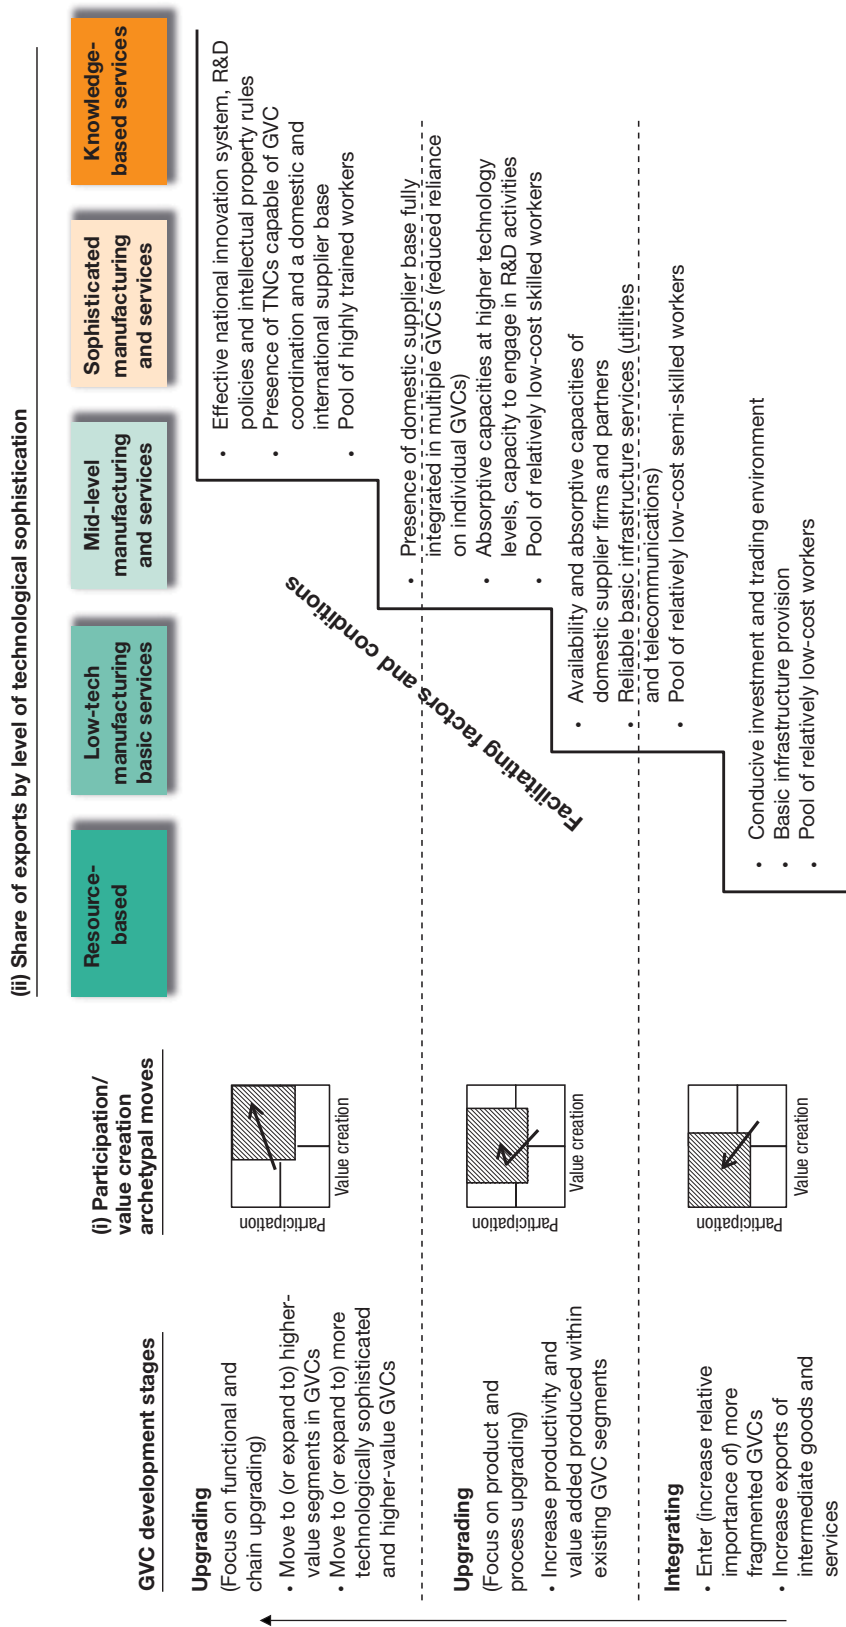 GVC development stages
(i) Participation/
value creation
archetypal moves
(ii) Share of exports by level of technological sophistication
Resource-
based
Low-tech
manufacturing
basic services
Mid-level
manufacturing
and services
Sophisticated
manufacturing
and services
Knowledge-
based services
Upgrading
(Focus on functional and
chain upgrading)
• Move to (or expand to) higher-
value segments in GVCs
• Move to (or expand to) more
technologically sophisticated
and higher-value GVCs
Participation
Value creation
• Effective national innovation system, R&D
policies and intellectual property rules
• Presence of TNCs capable of GVC
coordination and a domestic and
international supplier base
• Pool of highly trained workers
Facilitating factors and conditions
Upgrading
(Focus on product and
process upgrading)
• Increase productivity and
value added produced within
existing GVC segments
Participation
Value creation
• Presence of domestic supplier base fully
integrated in multiple GVCs (reduced reliance
on individual GVCs)
• Absorptive capacities at higher technology
levels, capacity to engage in R&D activities
• Pool of relatively low-cost skilled workers
• Availability and absorptive capacities of
domestic supplier firms and partners
• Reliable basic infrastructure services (utilities
and telecommunications)
• Pool of relatively low-cost semi-skilled workers
Integrating
• Enter (increase relative
importance of) more
fragmented GVCs
• Increase exports of
intermediate goods and
services
Participation
Value creation
• Conducive investment and trading environment
• Basic infrastructure provision
• Pool of relatively low-cost workers